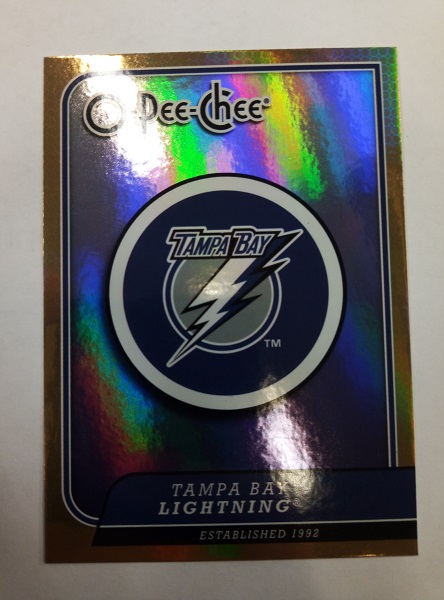 O-Pee-Chee®
TAMPA BAY
TM
TAMPA BAY
LIGHTNING®
ESTABLISHED 1992